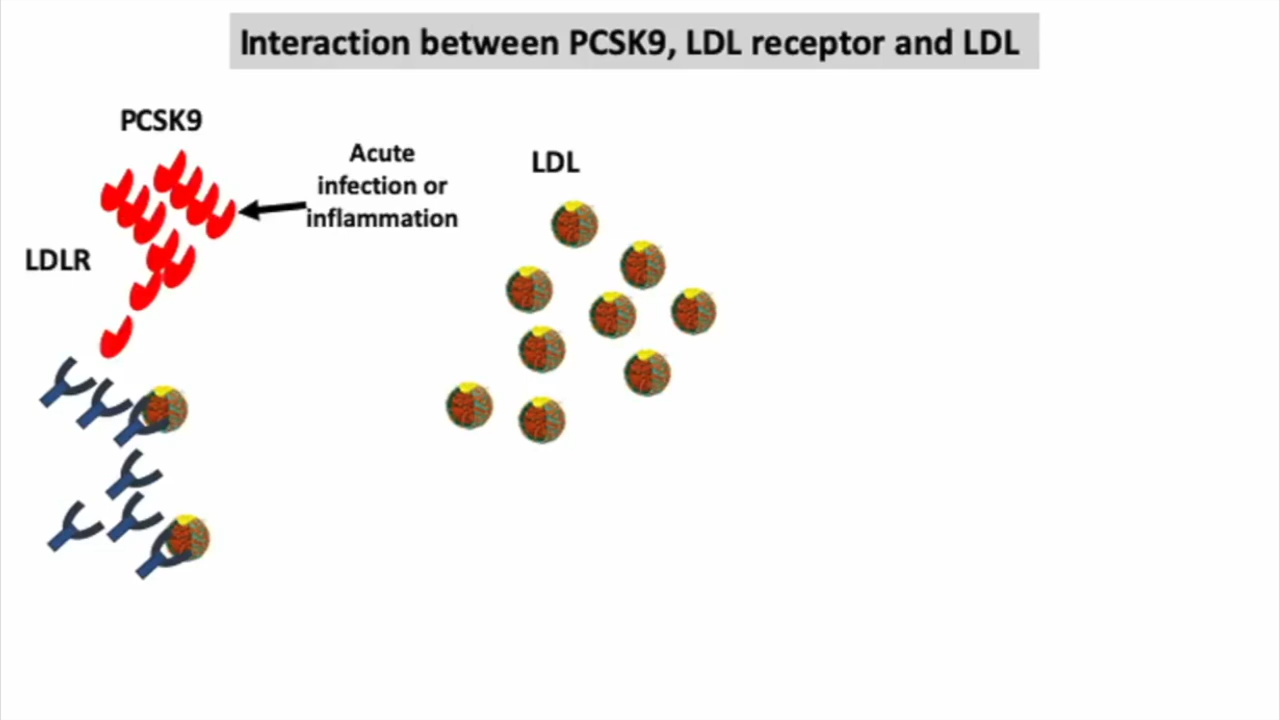 Interaction between PCSK9, LDL receptor and LDL
PCSK9
Acute
infection or
inflammation
LDL
LDLR